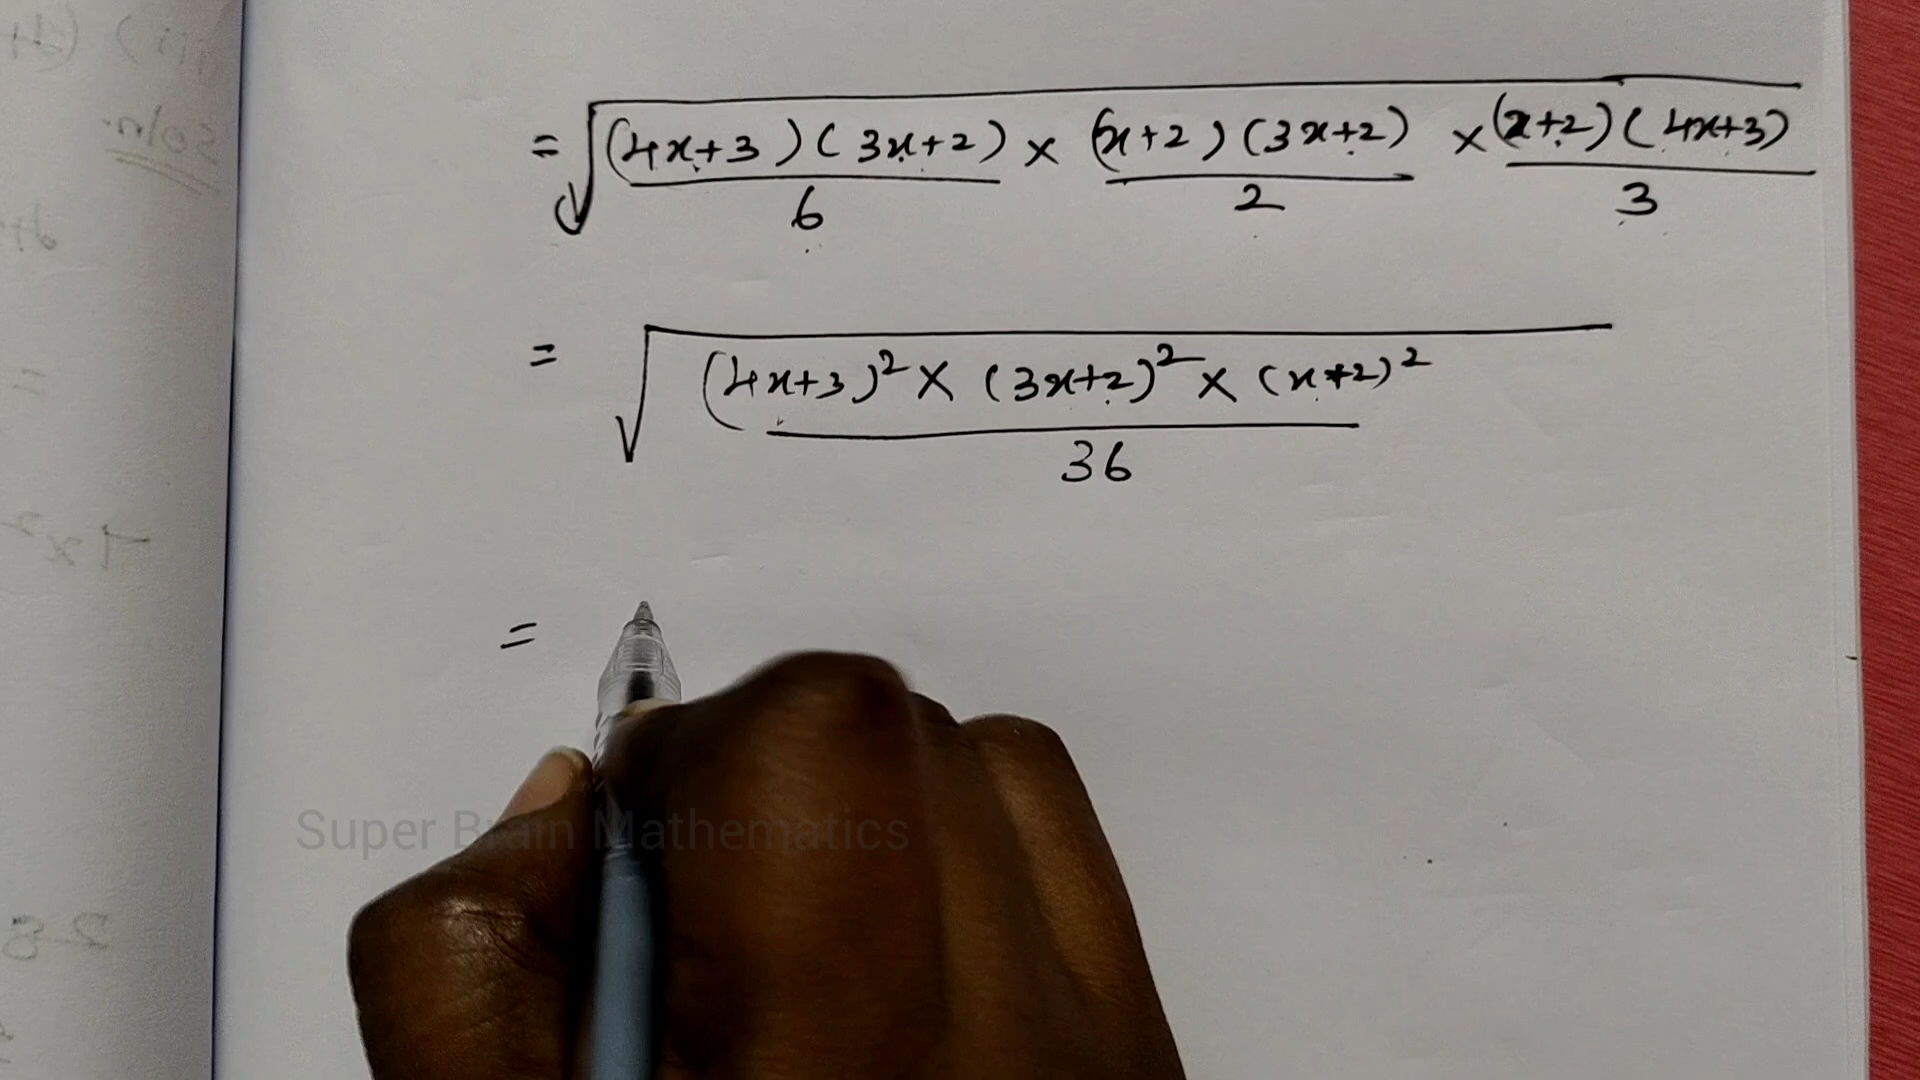 = √(4x+3)(3x+2)/6 × (x+2)(3x+2)/2 × (x+2)(4x+3)/3
= √(4x+3)² × (3x+2)² × (x+2)²/36
=
Super Brain Mathematics